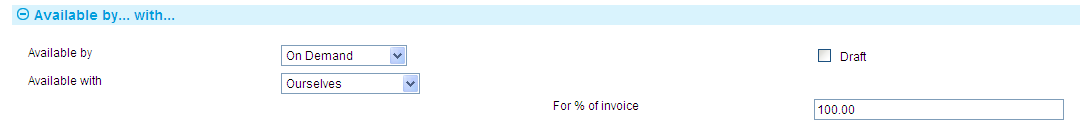 Available by... with...
Available by On Demand Draft
Available with Ourselves
For % of invoice 100.00